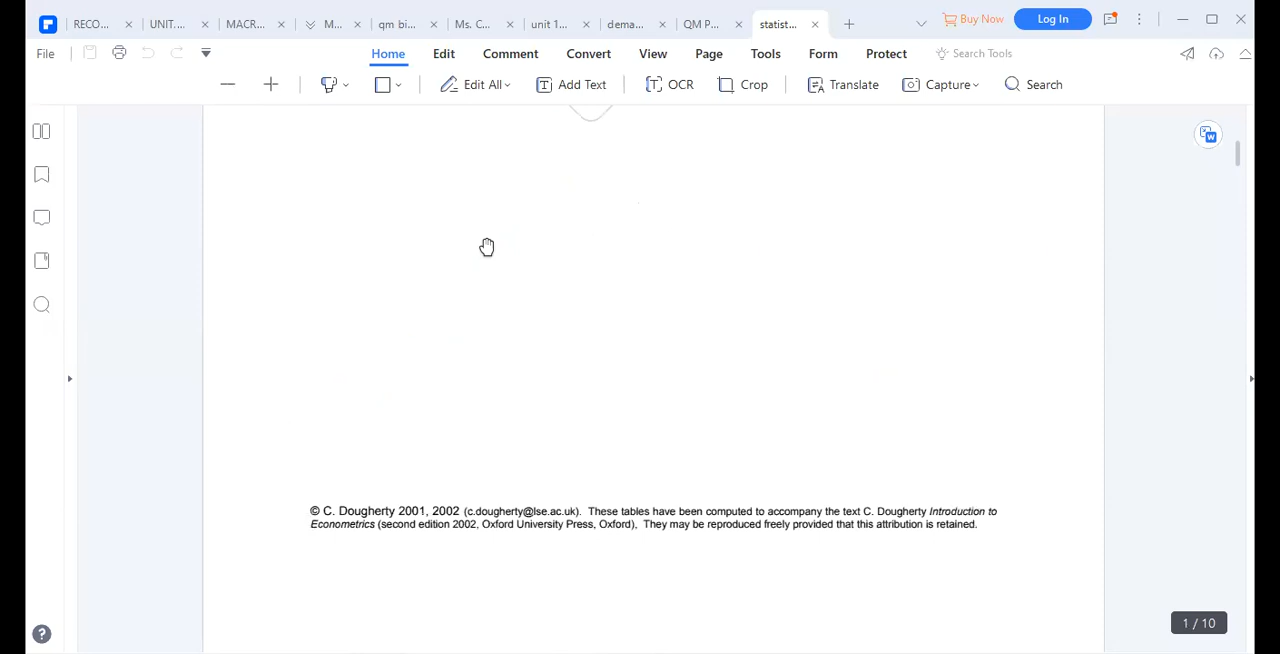 RECO... UNIT.... MACR... M... qm bi... Ms. C... unit 1... dema... QM P... statist... Buy Now Log In
File Home Edit Comment Convert View Page Tools Form Protect Search Tools
Edit All Add Text OCR Crop Translate Capture Search
© C. Dougherty 2001, 2002 (c.dougherty@lse.ac.uk). These tables have been computed to accompany the text C. Dougherty Introduction to
Econometrics (second edition 2002, Oxford University Press, Oxford), They may be reproduced freely provided that this attribution is retained.
1 / 10